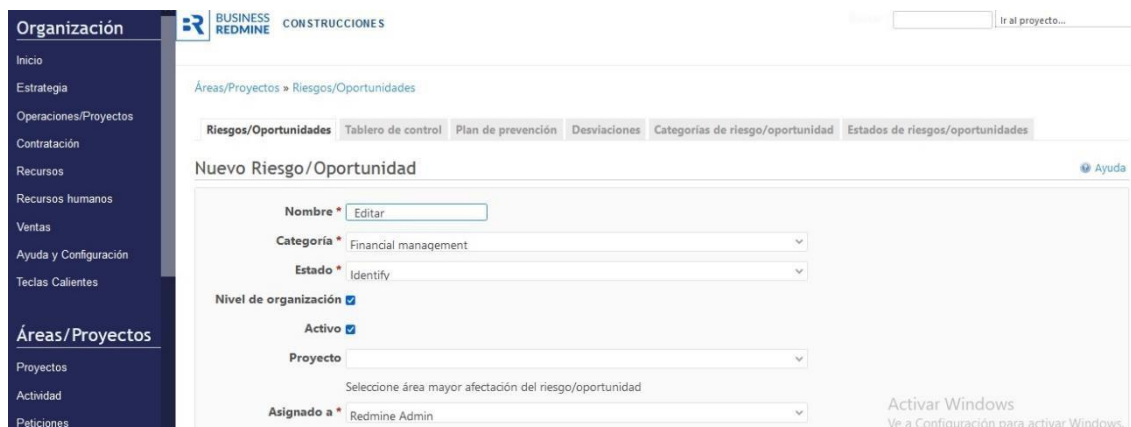 Organización
Inicio
Estrategia
Operaciones/Proyectos
Contratación
Recursos
Recursos humanos
Ventas
Ayuda y Configuración
Teclas Calientes
Áreas/Proyectos
Proyectos
Actividad
Peticiones
BUSINESS
REDMINE
CONSTRUCCIONES
Ir al proyecto...
Áreas/Proyectos » Riesgos/Oportunidades
Riesgos/Oportunidades Tablero de control Plan de prevención Desviaciones Categorías de riesgo/oportunidad Estados de riesgos/oportunidades
Nuevo Riesgo/Oportunidad
Ayuda
Nombre * Editar
Categoría * Financial management
Estado * Identify
Nivel de organización
Activo
Proyecto
Seleccione área mayor afectación del riesgo/oportunidad
Asignado a * Redmine Admin
Activar Windows
Ve a Configuración para activar Windows.